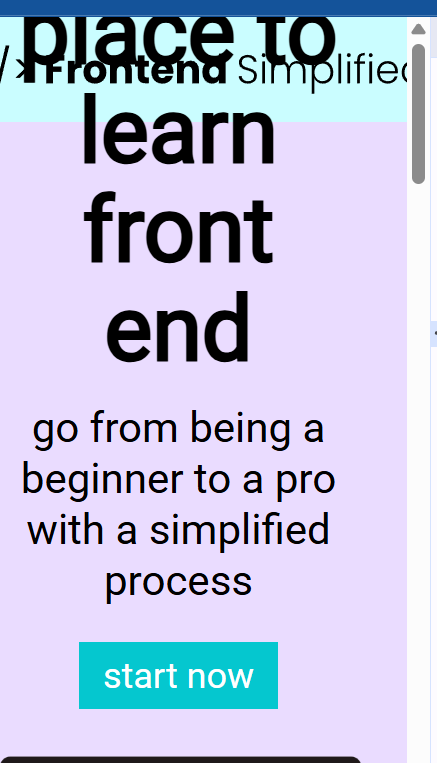 place to
/> Frontend Simplified
learn
front
end
go from being a
beginner to a pro
with a simplified
process
start now